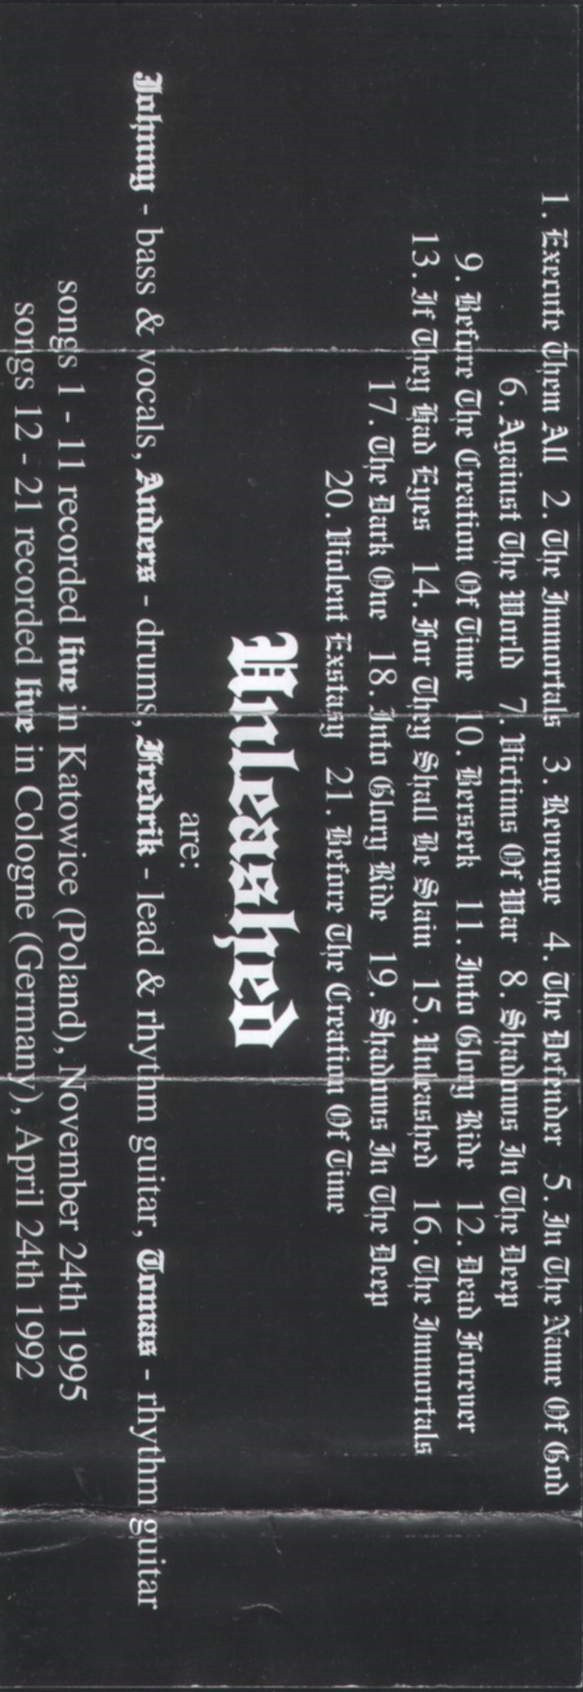 1. Execute Them All 2. The Immortals 3. Revenge 4. The Defender 5. In The Name Of God
6. Against The World 7. Victims Of War 8. Shadows In The Deep
9. Before The Creation Of Time 10. Berserk 11. Into Glory Ride 12. Dead Forever
13. If They Had Eyes 14. For They Shall Be Slain 15. Unleashed 16. The Immortals
17. The Dark One 18. Into Glory Ride 19. Shadows In The Deep
20. Violent Exstasy 21. Before The Creation Of Time
Unleashed
are:
Johnny - bass & vocals, Anders - drums, Fredrik - lead & rhythm guitar, Tomas - rhythm guitar
songs 1 - 11 recorded live in Katowice (Poland), November 24th 1995
songs 12 - 21 recorded live in Cologne (Germany), April 24th 1992